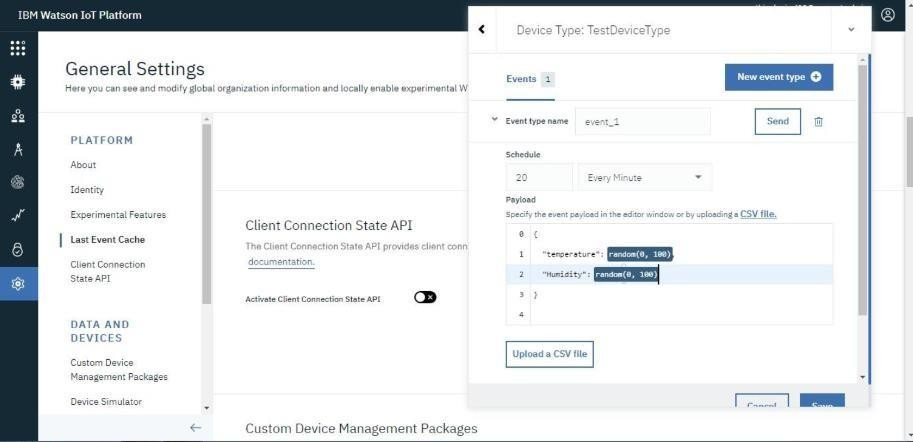 IBM Watson IoT Platform
General Settings
Here you can see and modify global organization information and locally enable experimental W
PLATFORM
About
Identity
Experimental Features
Last Event Cache
Client Connection
State API
DATA AND
DEVICES
Custom Device
Management Packages
Device Simulator
Client Connection State API
The Client Connection State API provides client conn
documentation.
Activate Client Connection State API
Custom Device Management Packages
Device Type: TestDeviceType
Events 1
New event type
Event type name event_1 Send
Schedule
20 Every Minute
Payload
Specify the event payload in the editor window or by uploading a CSV file.
0 {
1 "temperature": random(0, 100),
2 "Humidity": random(0, 100)
3 }
4
Upload a CSV file
Cancel Save